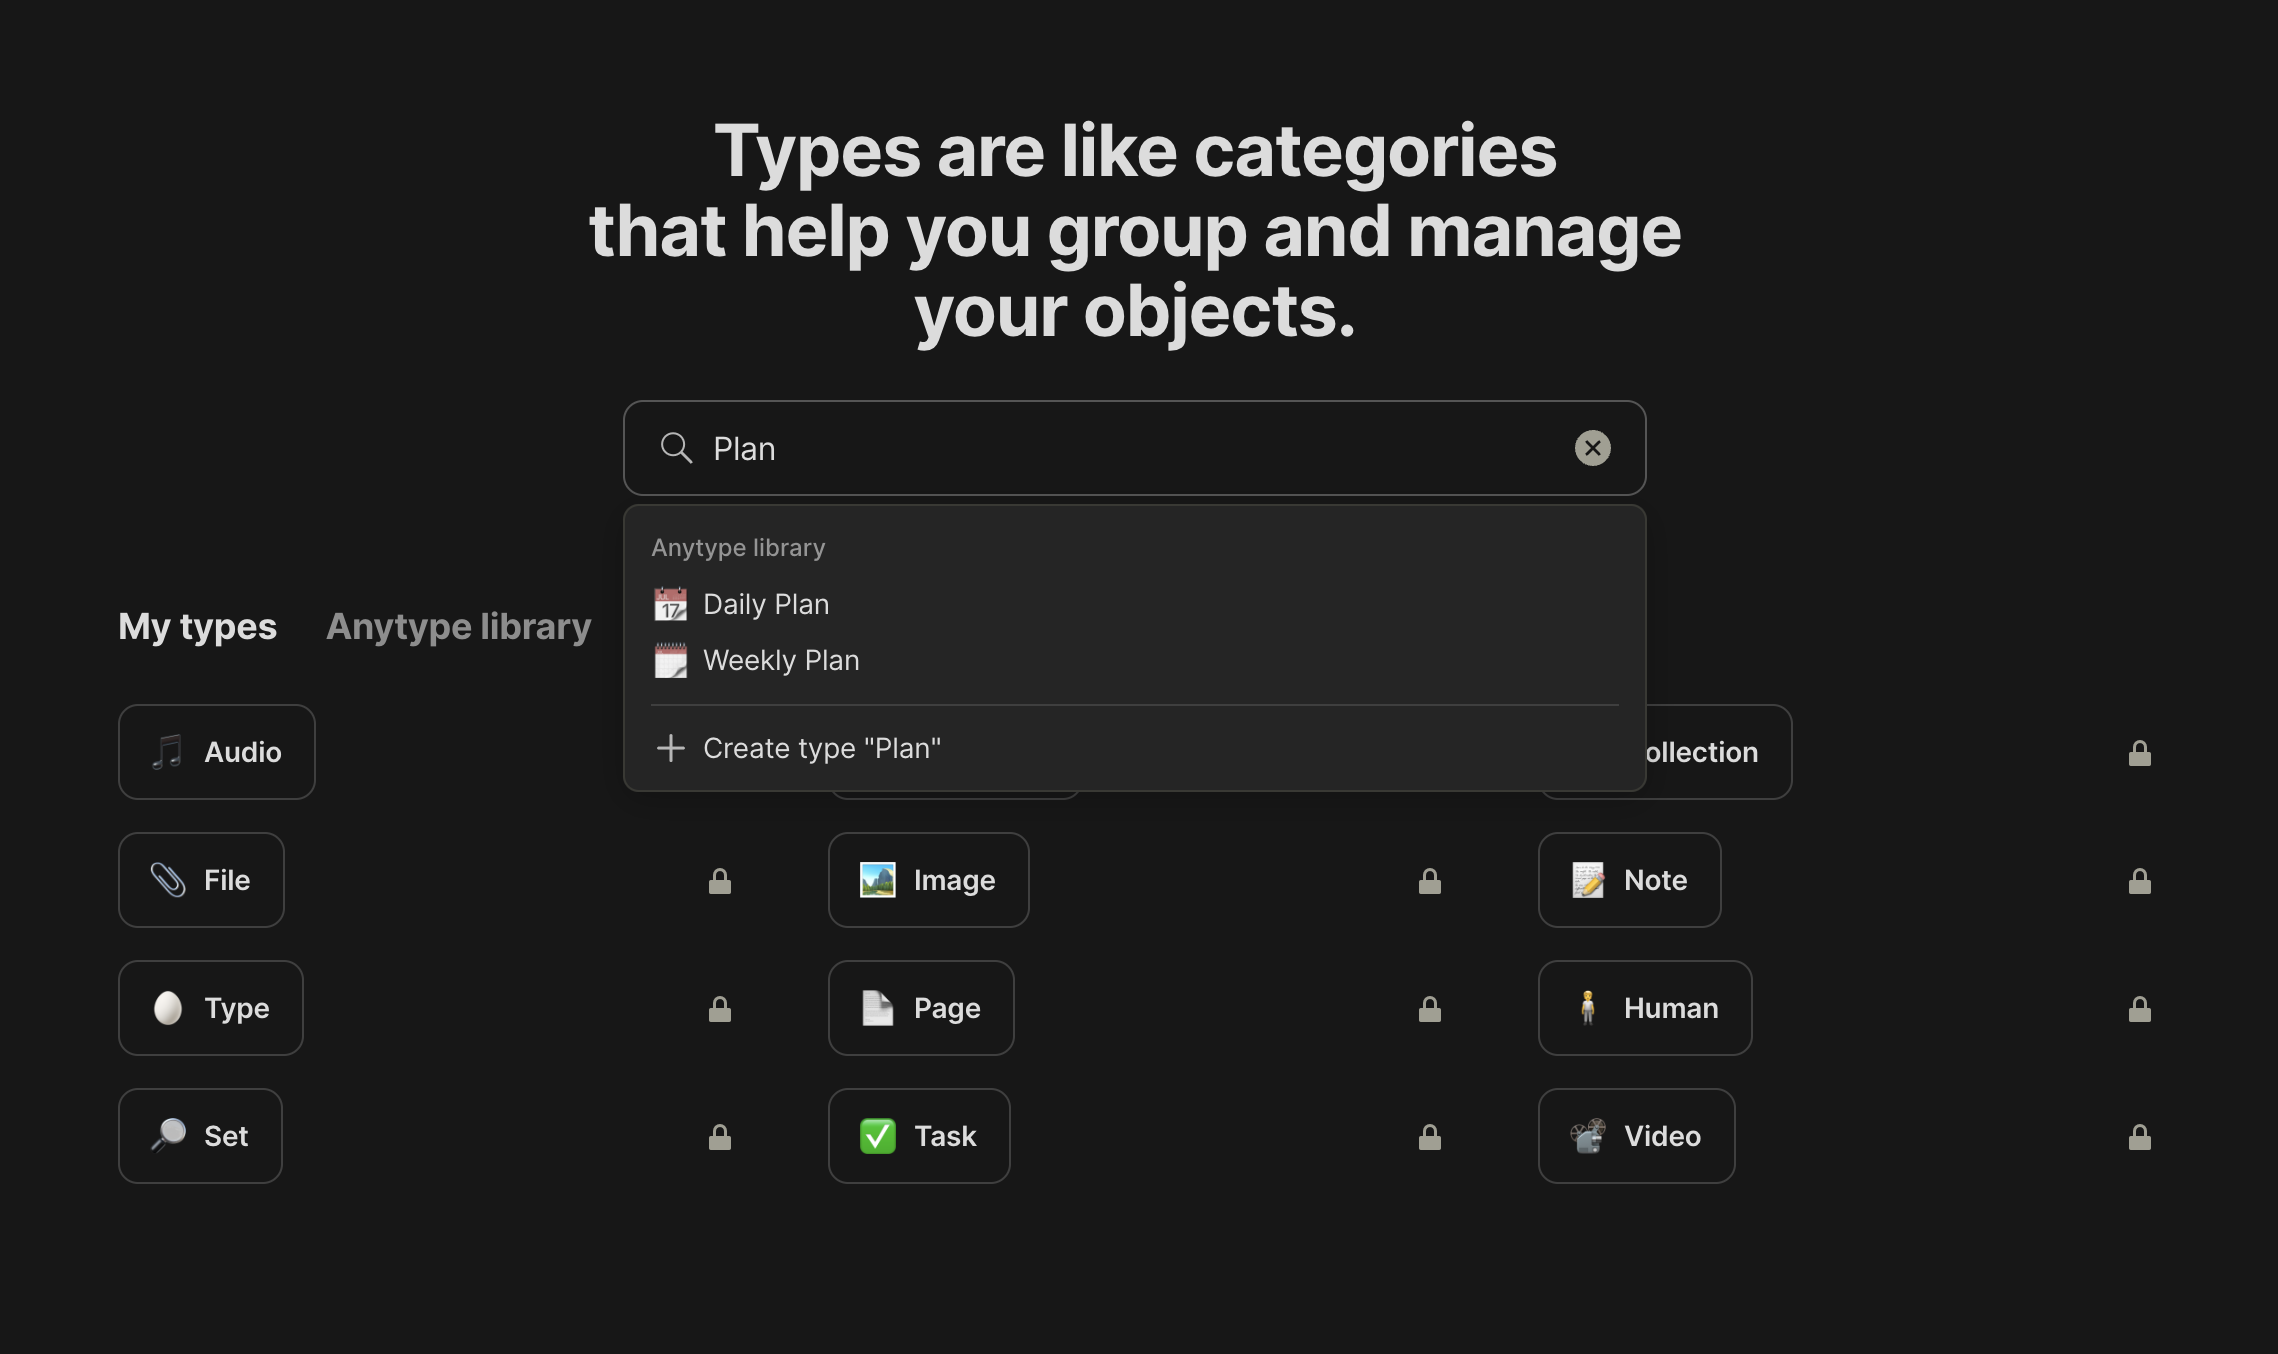 Types are like categories
that help you group and manage
your objects.
Plan
Anytype library
Daily Plan
Weekly Plan
Create type "Plan"
My types Anytype library
Audio
ollection
File
Image
Note
Type
Page
Human
Set
Task
Video